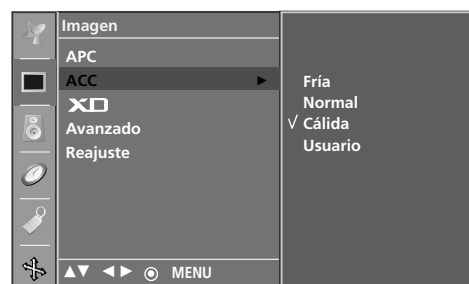 Imagen
APC
ACC
XD
Avanzado
Reajuste
MENU
Fría
Normal
√ Cálida
Usuario